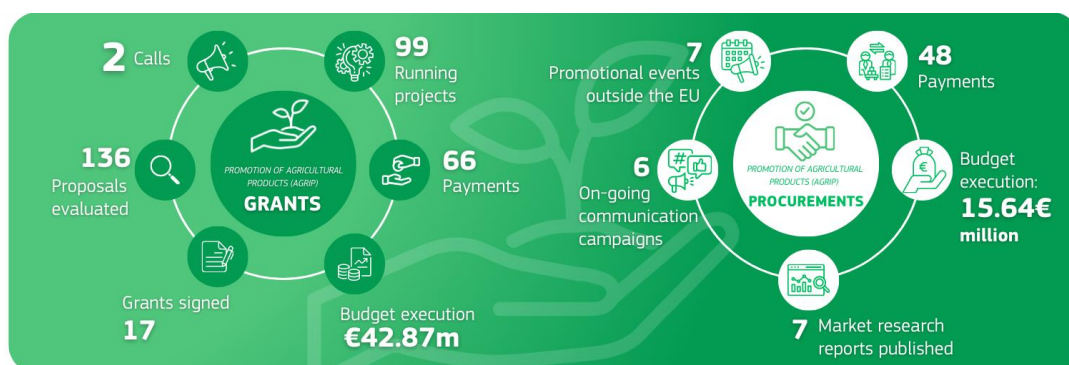 2 Calls
99
Running
projects
136
Proposals
evaluated
PROMOTION OF AGRICULTURAL
PRODUCTS (AGRIP)
GRANTS
66
Payments
Grants signed
17
Budget execution
€42.87m
7
Promotional events
outside the EU
48
Payments
6
On-going
communication
campaigns
PROMOTION OF AGRICULTURAL
PRODUCTS (AGRIP)
PROCUREMENTS
Budget
execution:
15.64€
million
7 Market research
reports published